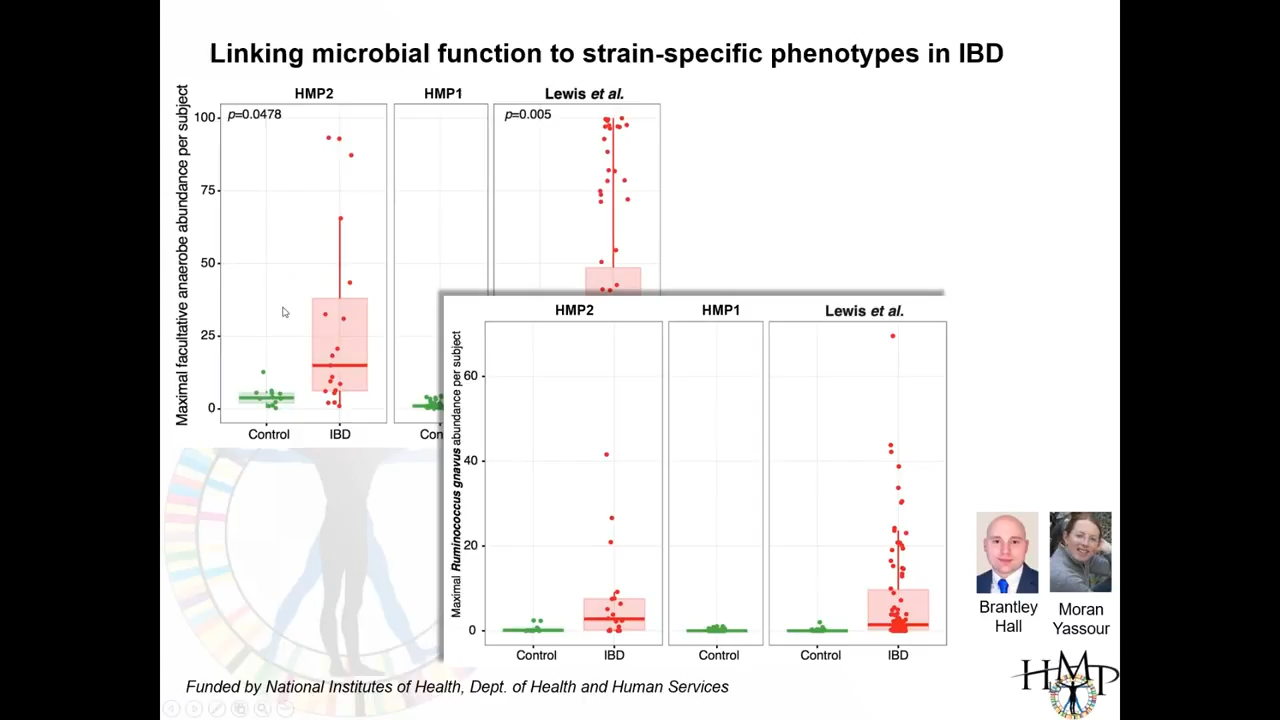 Linking microbial function to strain-specific phenotypes in IBD
HMP2
HMP1
Lewis et al.
Maximal facultative anaerobe abundance per subject
p=0.0478
p=0.005
100
75
50
25
0
Control
IBD
Con
HMP2
HMP1
Lewis et al.
Maximal Ruminococcus gnavus abundance per subject
60
40
20
0
Control
IBD
Control
Control
IBD
Brantley
Hall
Moran
Yassour
HMP
Funded by National Institutes of Health, Dept. of Health and Human Services